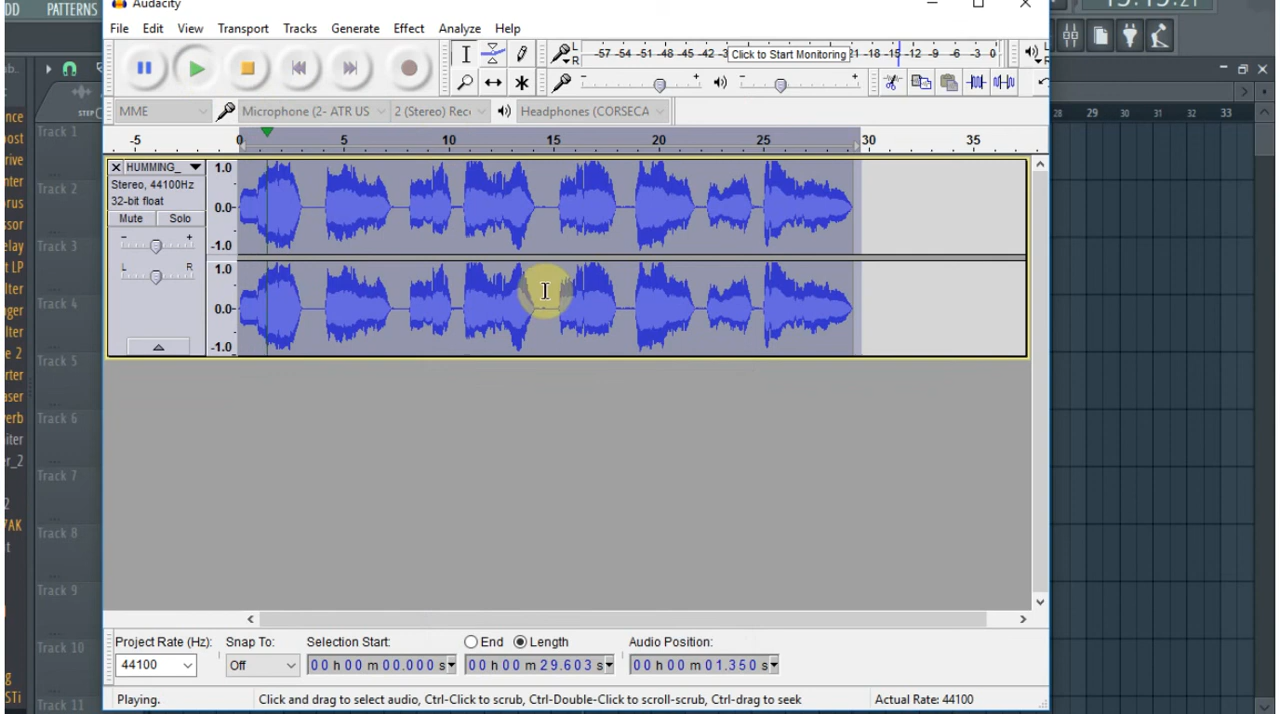 DD PATTERNS
Audacity
File Edit View Transport Tracks Generate Effect Analyze Help
-57 -54 -51 -48 -45 -42 -3 Click to Start Monitoring 1 -18 -15 -12 -9 -6 -3 0
L
R
MME Microphone (2- ATR US 2 (Stereo) Rec Headphones (CORSECA
28 29 30 31 32 33
STEP
-5 0 5 10 15 20 25 30 35
Track 1
Track 2
Track 3
Track 4
Track 5
Track 6
Track 7
Track 8
Track 9
Track 10
Track 11
HUMMING_
Stereo, 44100Hz
32-bit float
Mute Solo
- +
L R
1.0
0.0-
-1.0
1.0
0.0-
-1.0
Project Rate (Hz): Snap To: Selection Start: End Length Audio Position:
44100 Off 00 h 00 m 00.000 s 00 h 00 m 29.603 s 00 h 00 m 01.350 s
Playing. Click and drag to select audio, Ctrl-Click to scrub, Ctrl-Double-Click to scroll-scrub, Ctrl-drag to seek Actual Rate: 44100